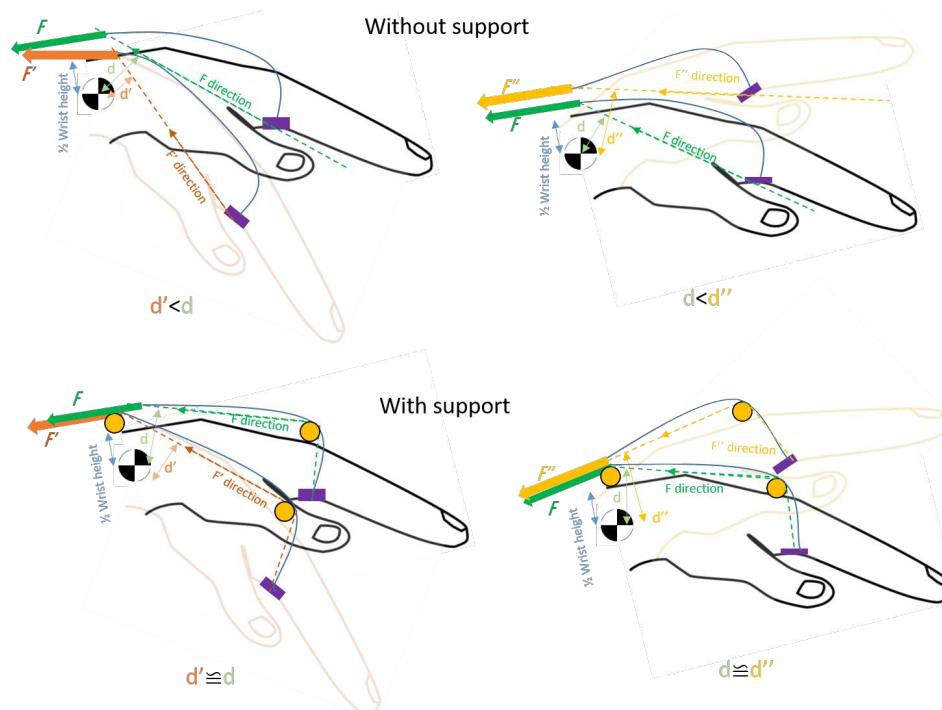 Without support
F
F'
½ Wrist height
d
d'
F direction
F' direction
d'<d
F''
F
½ Wrist height
d
d''
F'' direction
F direction
d<d''
With support
F
F'
½ Wrist height
d
d'
F direction
F' direction
d'≌d
F''
F
½ Wrist height
d
d''
F'' direction
F direction
d≌d''